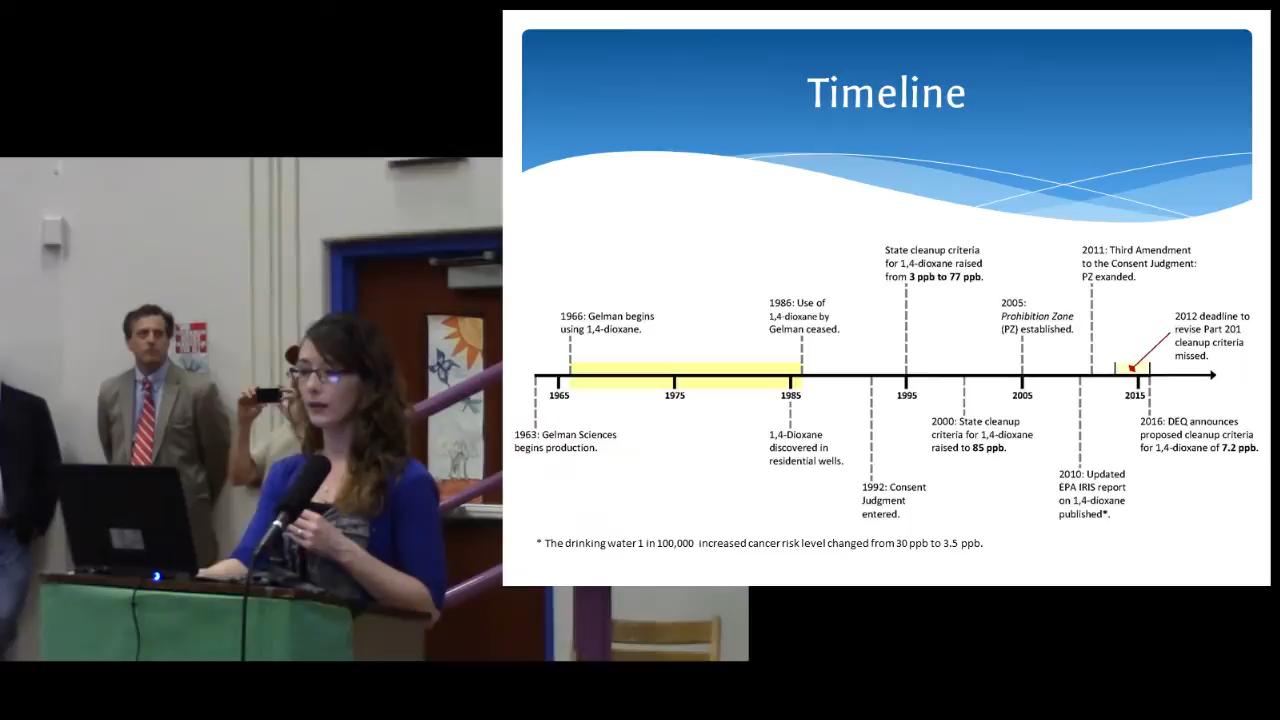 Timeline
State cleanup criteria
for 1,4-dioxane raised
from 3 ppb to 77 ppb.
2011: Third Amendment
to the Consent Judgment:
PZ exanded.
1966: Gelman begins
using 1,4-dioxane.
1986: Use of
1,4-dioxane by
Gelman ceased.
2005:
Prohibition Zone
(PZ) established.
2012 deadline to
revise Part 201
cleanup criteria
missed.
1965 1975 1985 1995 2005 2015
1963: Gelman Sciences
begins production.
1,4-Dioxane
discovered in
residential wells.
1992: Consent
Judgment
entered.
2000: State cleanup
criteria for 1,4-dioxane
raised to 85 ppb.
2010: Updated
EPA IRIS report
on 1,4-dioxane
published*.
2016: DEQ announces
proposed cleanup criteria
for 1,4-dioxane of 7.2 ppb.
* The drinking water 1 in 100,000 increased cancer risk level changed from 30 ppb to 3.5 ppb.